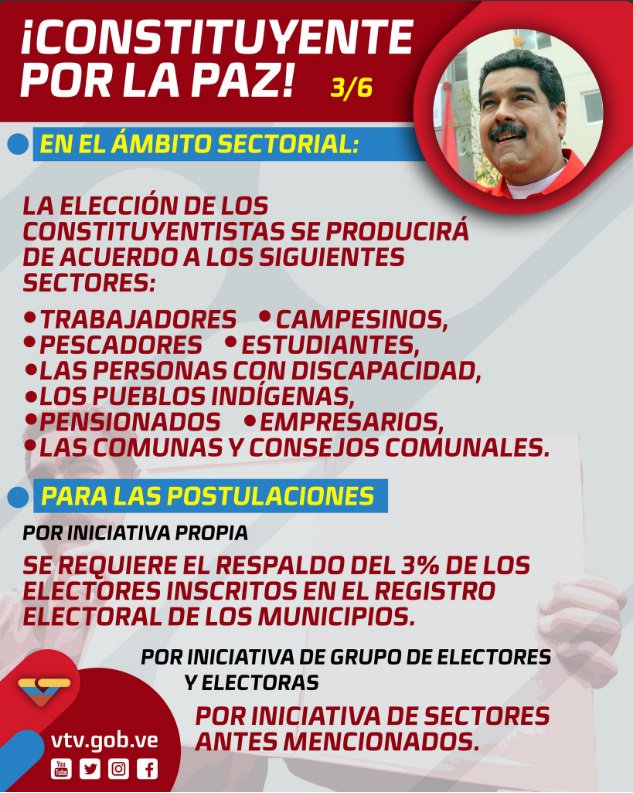 ¡CONSTITUYENTE
POR LA PAZ! 3/6
EN EL ÁMBITO SECTORIAL:
LA ELECCIÓN DE LOS
CONSTITUYENTISTAS SE PRODUCIRÁ
DE ACUERDO A LOS SIGUIENTES
SECTORES:
•TRABAJADORES •CAMPESINOS,
•PESCADORES •ESTUDIANTES,
•LAS PERSONAS CON DISCAPACIDAD,
•LOS PUEBLOS INDÍGENAS,
•PENSIONADOS •EMPRESARIOS,
•LAS COMUNAS Y CONSEJOS COMUNALES.
PARA LAS POSTULACIONES
POR INICIATIVA PROPIA
SE REQUIERE EL RESPALDO DEL 3% DE LOS
ELECTORES INSCRITOS EN EL REGISTRO
ELECTORAL DE LOS MUNICIPIOS.
POR INICIATIVA DE GRUPO DE ELECTORES
Y ELECTORAS
POR INICIATIVA DE SECTORES
ANTES MENCIONADOS.
vtv.gob.ve
You Tube